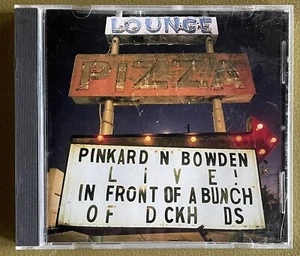 LOUNGE
PIZZA
PINKARD 'N' BOWDEN
LIVE!
IN FRONT OF A BUNCH
OF D CKH DS